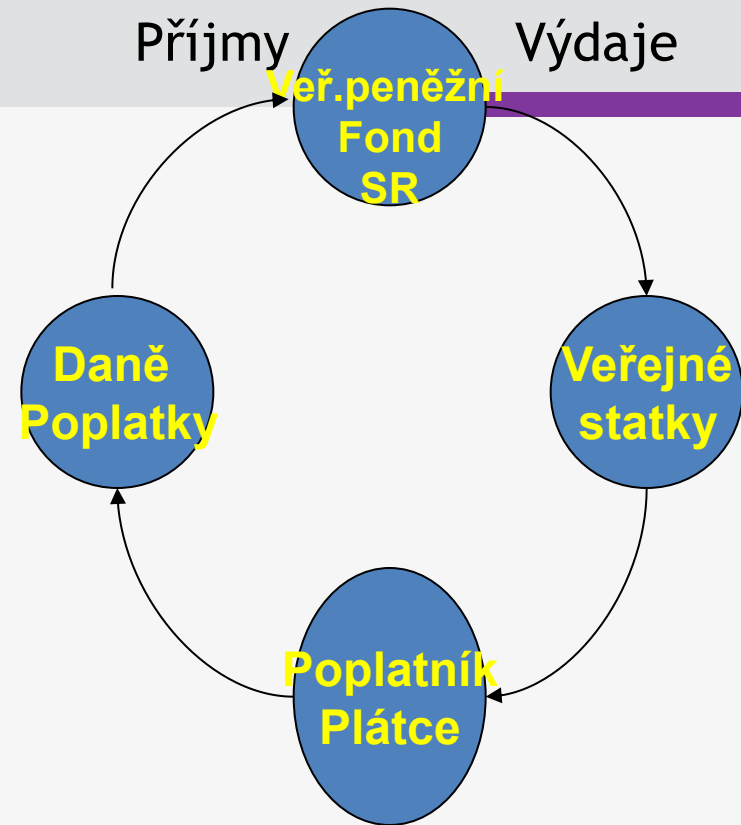 Příjmy
Výdaje
Veř.peněžní
Fond
SR
Daně
Poplatky
Veřejné
statky
Poplatník
Plátce